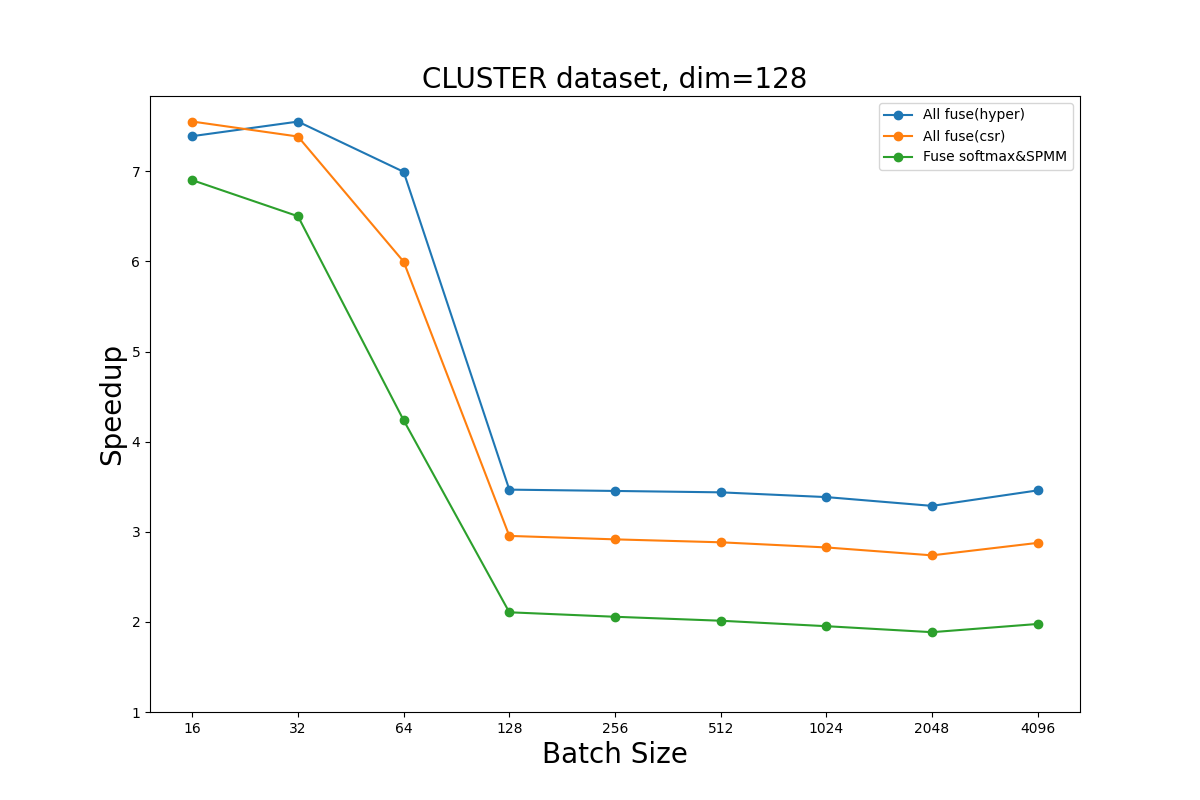 CLUSTER dataset, dim=128
All fuse(hyper)
All fuse(csr)
Fuse softmax&SPMM
Speedup
7
6
5
4
3
2
1
16 32 64 128 256 512 1024 2048 4096
Batch Size